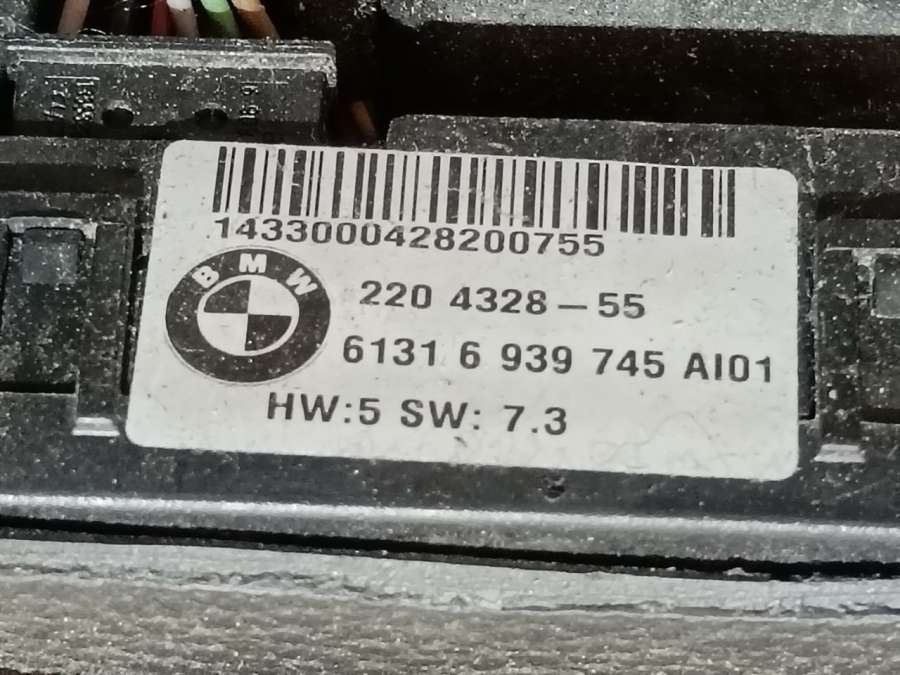 1433000428200755
BMW
220 4328-55
6131 6 939 745 AI01
HW:5 SW: 7.3